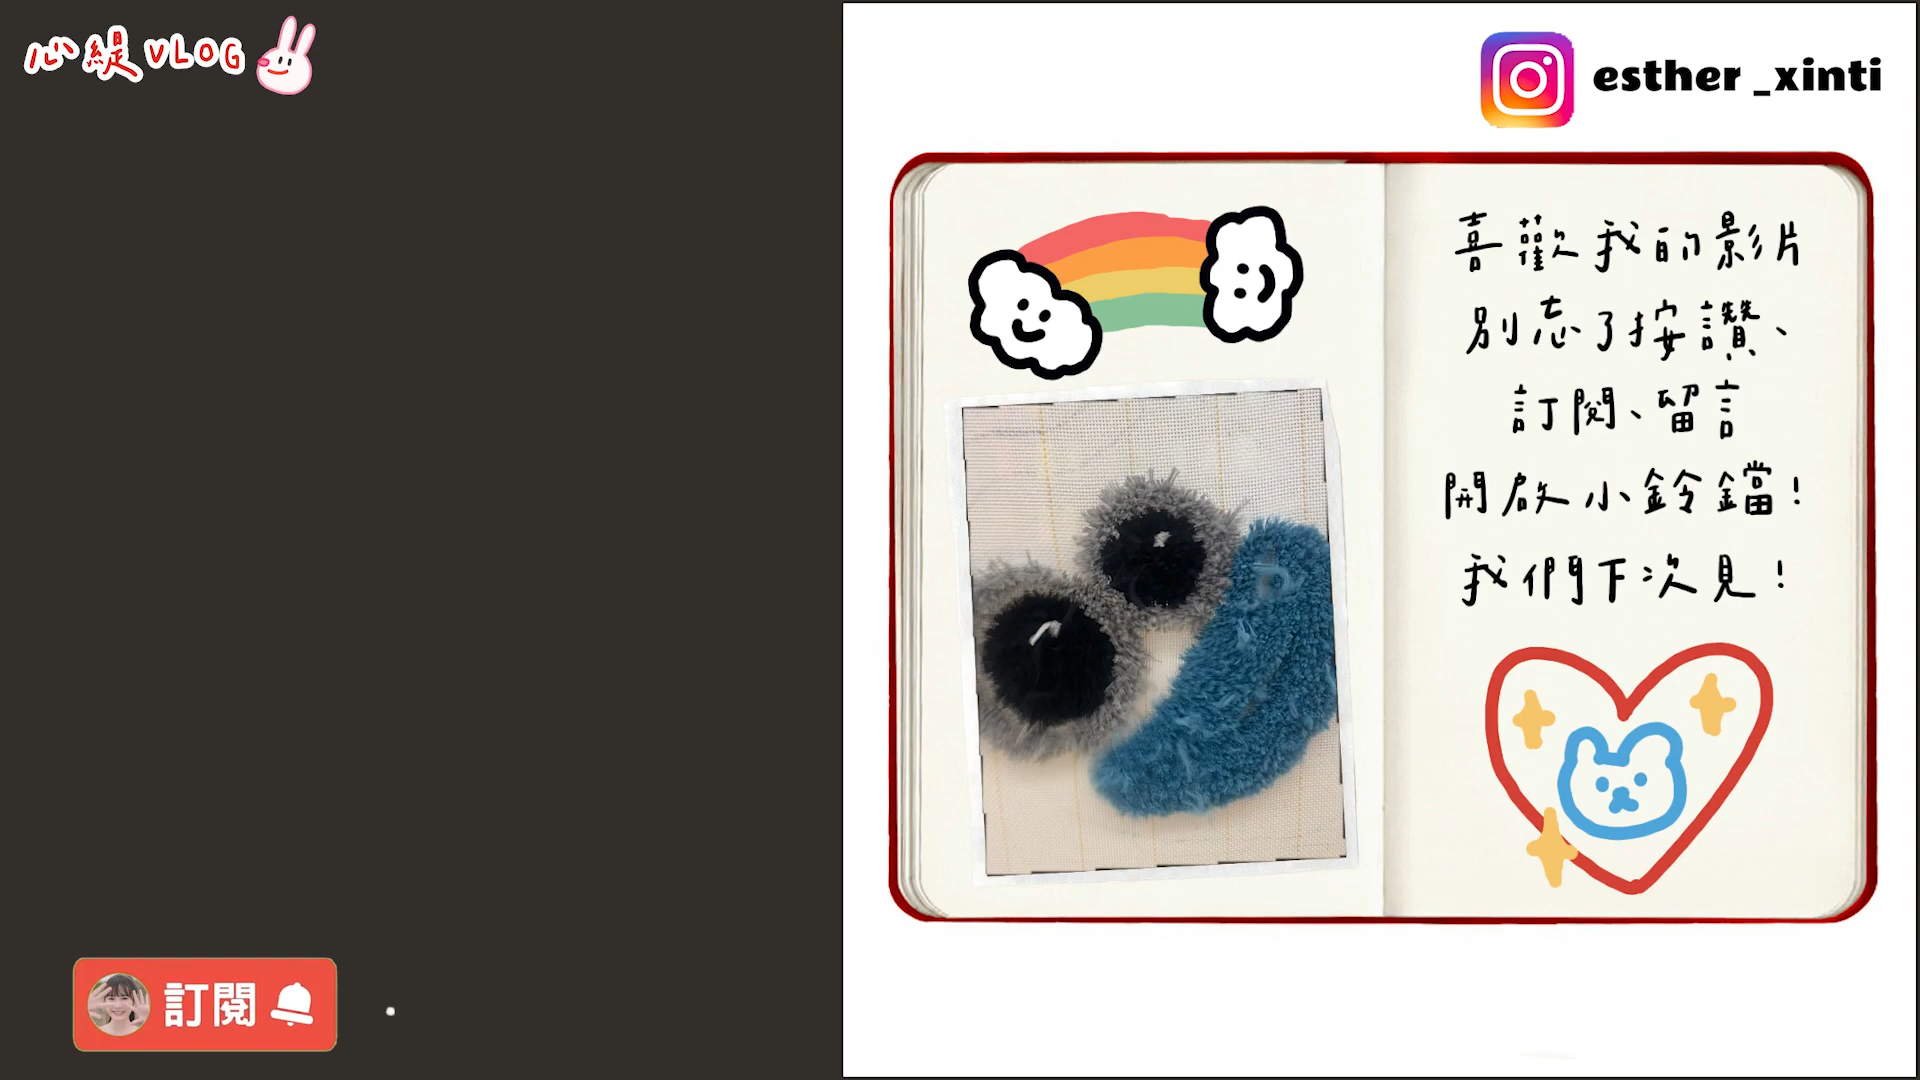 心緹 VLOG
esther _xinti
喜歡我的影片
別忘了按讚、
訂閱、留言
開啟小鈴鐺!
我們下次見!
訂閱